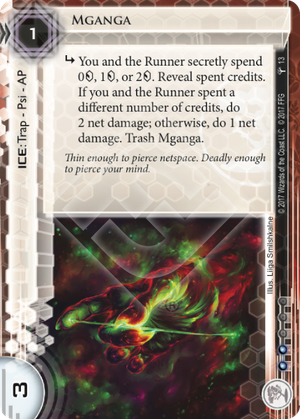 1
Mganga
ICE: Trap - Psi - AP
↳ You and the Runner secretly spend
0, 1, or 2. Reveal spent credits.
If you and the Runner spent a
different number of credits, do
2 net damage; otherwise, do 1 net
damage. Trash Mganga.
Thin enough to pierce netspace. Deadly enough
to pierce your mind.
13
© 2017 Wizards of the Coast LLC. © 2017 FFG
Illus. Liiga Smilshkalne
3